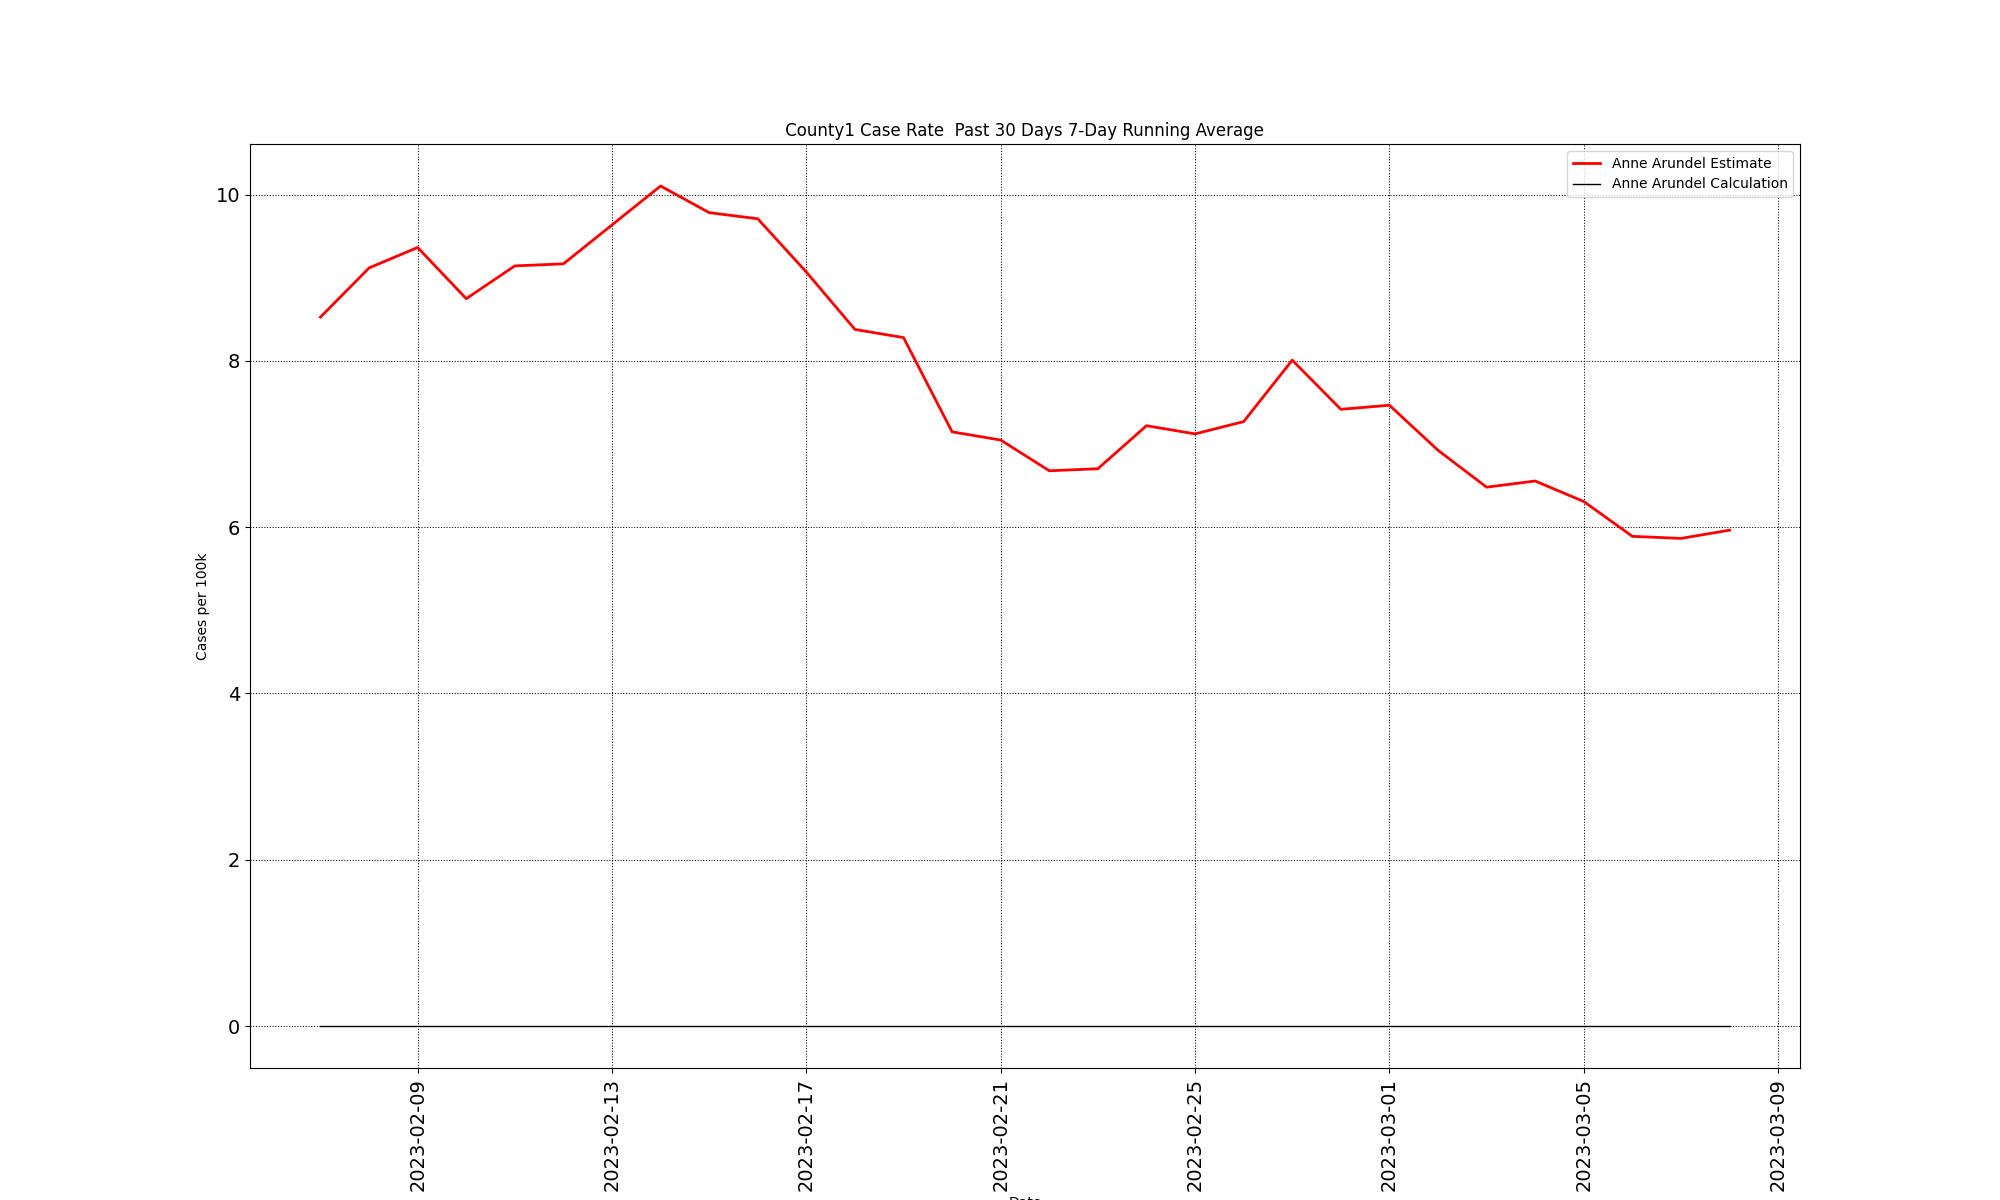 County1 Case Rate  Past 30 Days 7-Day Running Average
Anne Arundel Estimate
Anne Arundel Calculation
10
8
6
4
2
0
Cases per 100k
2023-02-09
2023-02-13
2023-02-17
2023-02-21
2023-02-25
2023-03-01
2023-03-05
2023-03-09
Date